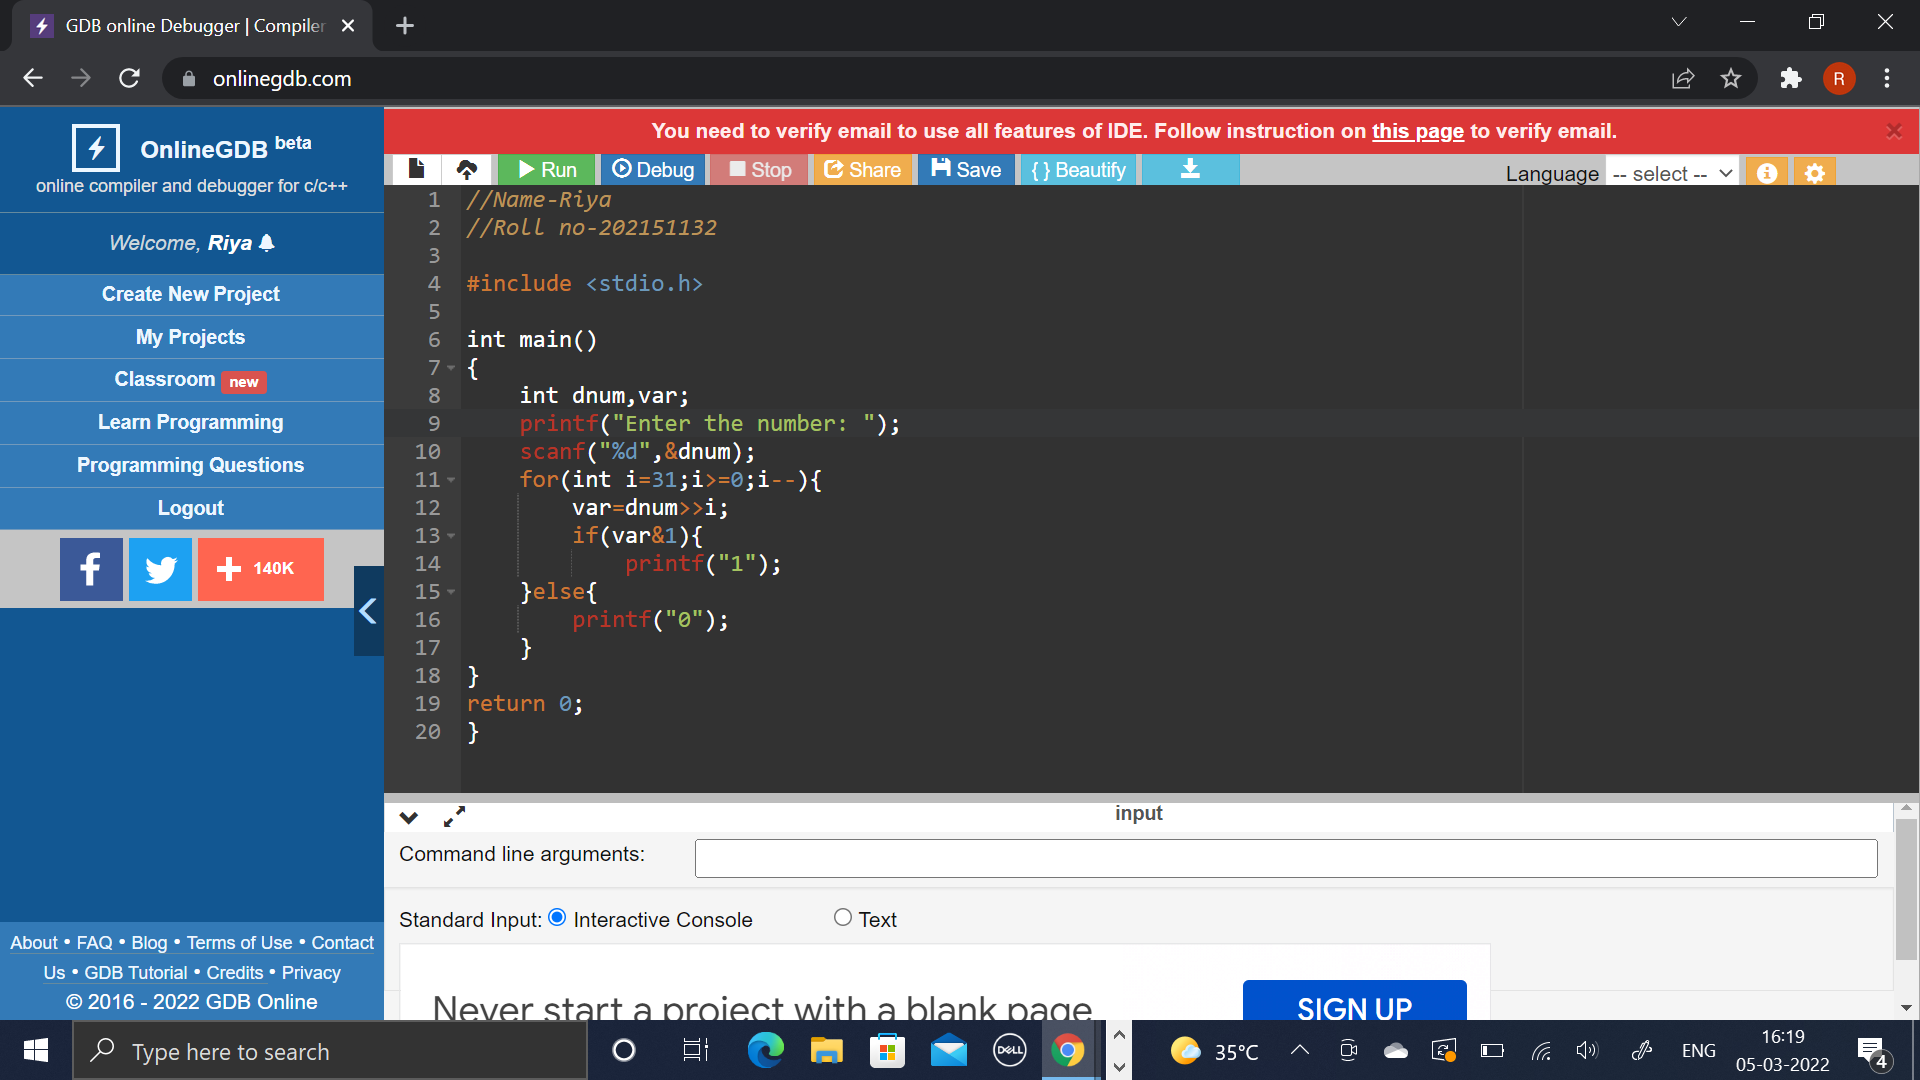 GDB online Debugger | Compiler
onlinegdb.com
R
OnlineGDB beta
online compiler and debugger for c/c++
Welcome, Riya
Create New Project
My Projects
Classroom new
Learn Programming
Programming Questions
Logout
f
140K
About • FAQ • Blog • Terms of Use • Contact
Us • GDB Tutorial • Credits • Privacy
© 2016 - 2022 GDB Online
You need to verify email to use all features of IDE. Follow instruction on this page to verify email.
Run Debug Stop Share Save { } Beautify Language -- select --
1 //Name-Riya
2 //Roll no-202151132
3
4 #include <stdio.h>
5
6 int main()
7 {
8     int dnum,var;
9     printf("Enter the number: ");
10     scanf("%d",&dnum);
11     for(int i=31;i>=0;i--){
12         var=dnum>>i;
13         if(var&1){
14             printf("1");
15     }else{
16         printf("0");
17     }
18 }
19 return 0;
20 }
input
Command line arguments:
Standard Input: Interactive Console Text
Never start a project with a blank page
SIGN UP
Type here to search
DELL
35°C
ENG
16:19
05-03-2022
4